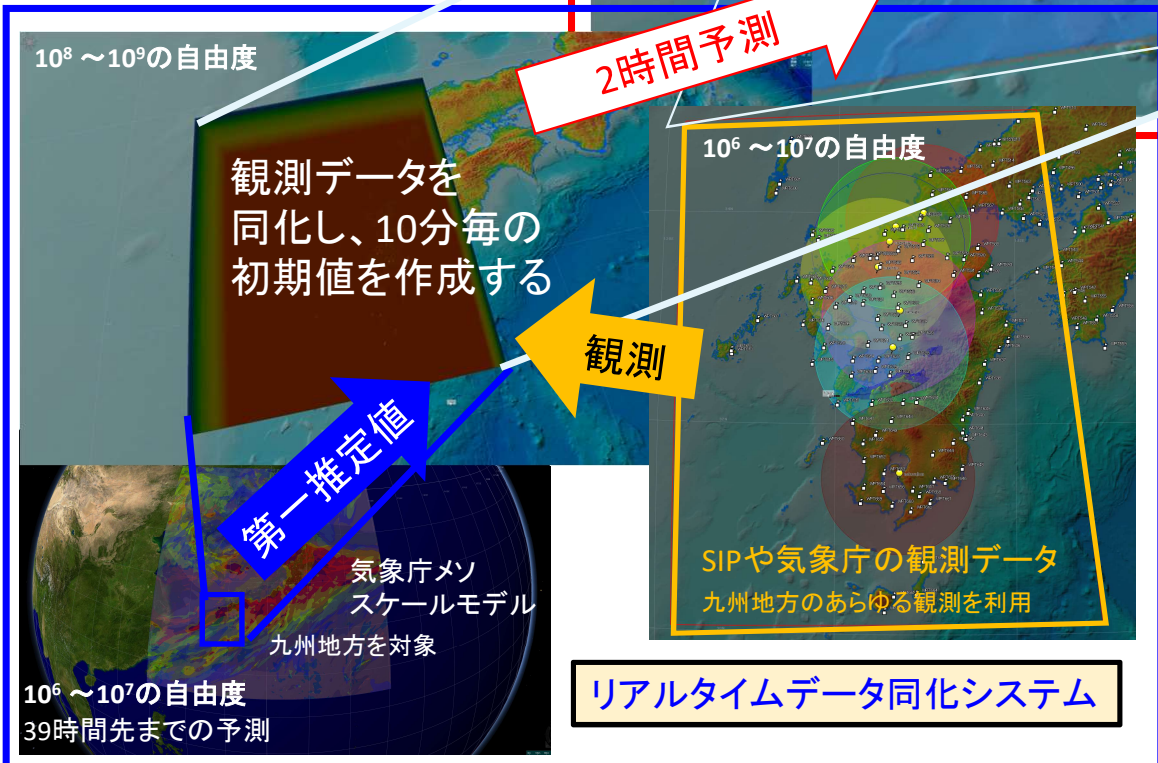 10⁸ ~10⁹の自由度
2時間予測
観測データを
同化し、10分毎の
初期値を作成する
10⁶ ~10⁷の自由度
観測
第一推定値
SIPや気象庁の観測データ
九州地方のあらゆる観測を利用
気象庁メソ
スケールモデル
九州地方を対象
10⁶ ~10⁷の自由度
39時間先までの予測
リアルタイムデータ同化システム